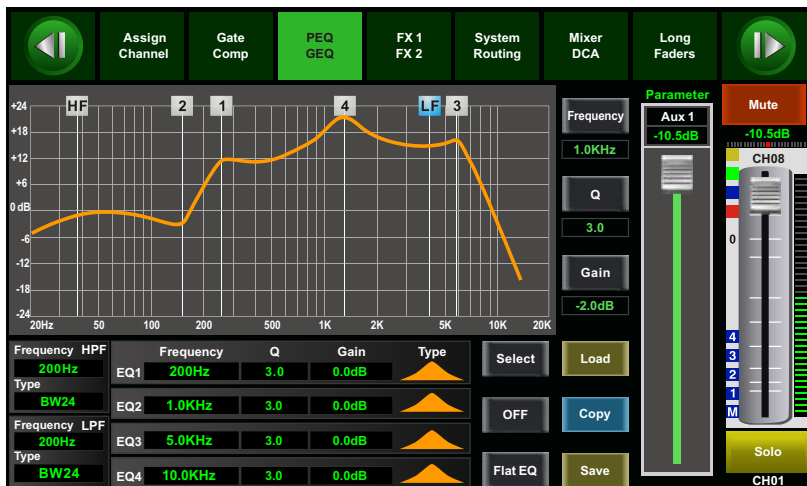 Assign Channel
Gate Comp
PEQ GEQ
FX 1 FX 2
System Routing
Mixer DCA
Long Faders
HF
2
1
4
LF
3
+24
+18
+12
+6
0 dB
-6
-12
-18
-24
20Hz 50 100 200 500 1K 2K 5K 10K 20K
Frequency
1.0KHz
Q
3.0
Gain
-2.0dB
Parameter
Aux 1
-10.5dB
Mute
-10.5dB
CH08
0
4
3
2
1
M
Solo
CH01
Frequency HPF
200Hz
Type
BW24
Frequency LPF
200Hz
Type
BW24
Frequency Q Gain Type
EQ1 200Hz 3.0 0.0dB
EQ2 1.0KHz 3.0 0.0dB
EQ3 5.0KHz 3.0 0.0dB
EQ4 10.0KHz 3.0 0.0dB
Select
Load
OFF
Copy
Flat EQ
Save